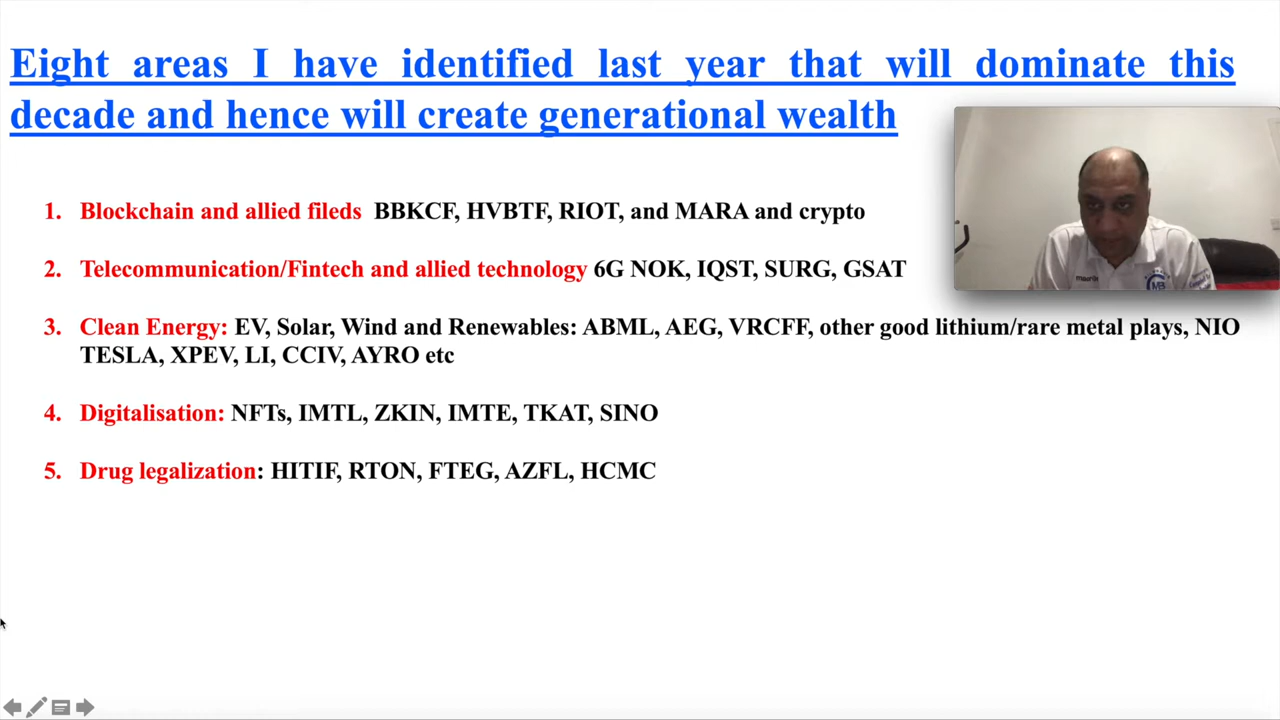 Eight areas I have identified last year that will dominate this
decade and hence will create generational wealth
1. Blockchain and allied fileds BBKCF, HVBTF, RIOT, and MARA and crypto
2. Telecommunication/Fintech and allied technology 6G NOK, IQST, SURG, GSAT
3. Clean Energy: EV, Solar, Wind and Renewables: ABML, AEG, VRCFF, other good lithium/rare metal plays, NIO
TESLA, XPEV, LI, CCIV, AYRO etc
4. Digitalisation: NFTs, IMTL, ZKIN, IMTE, TKAT, SINO
5. Drug legalization: HITIF, RTON, FTEG, AZFL, HCMC
MB